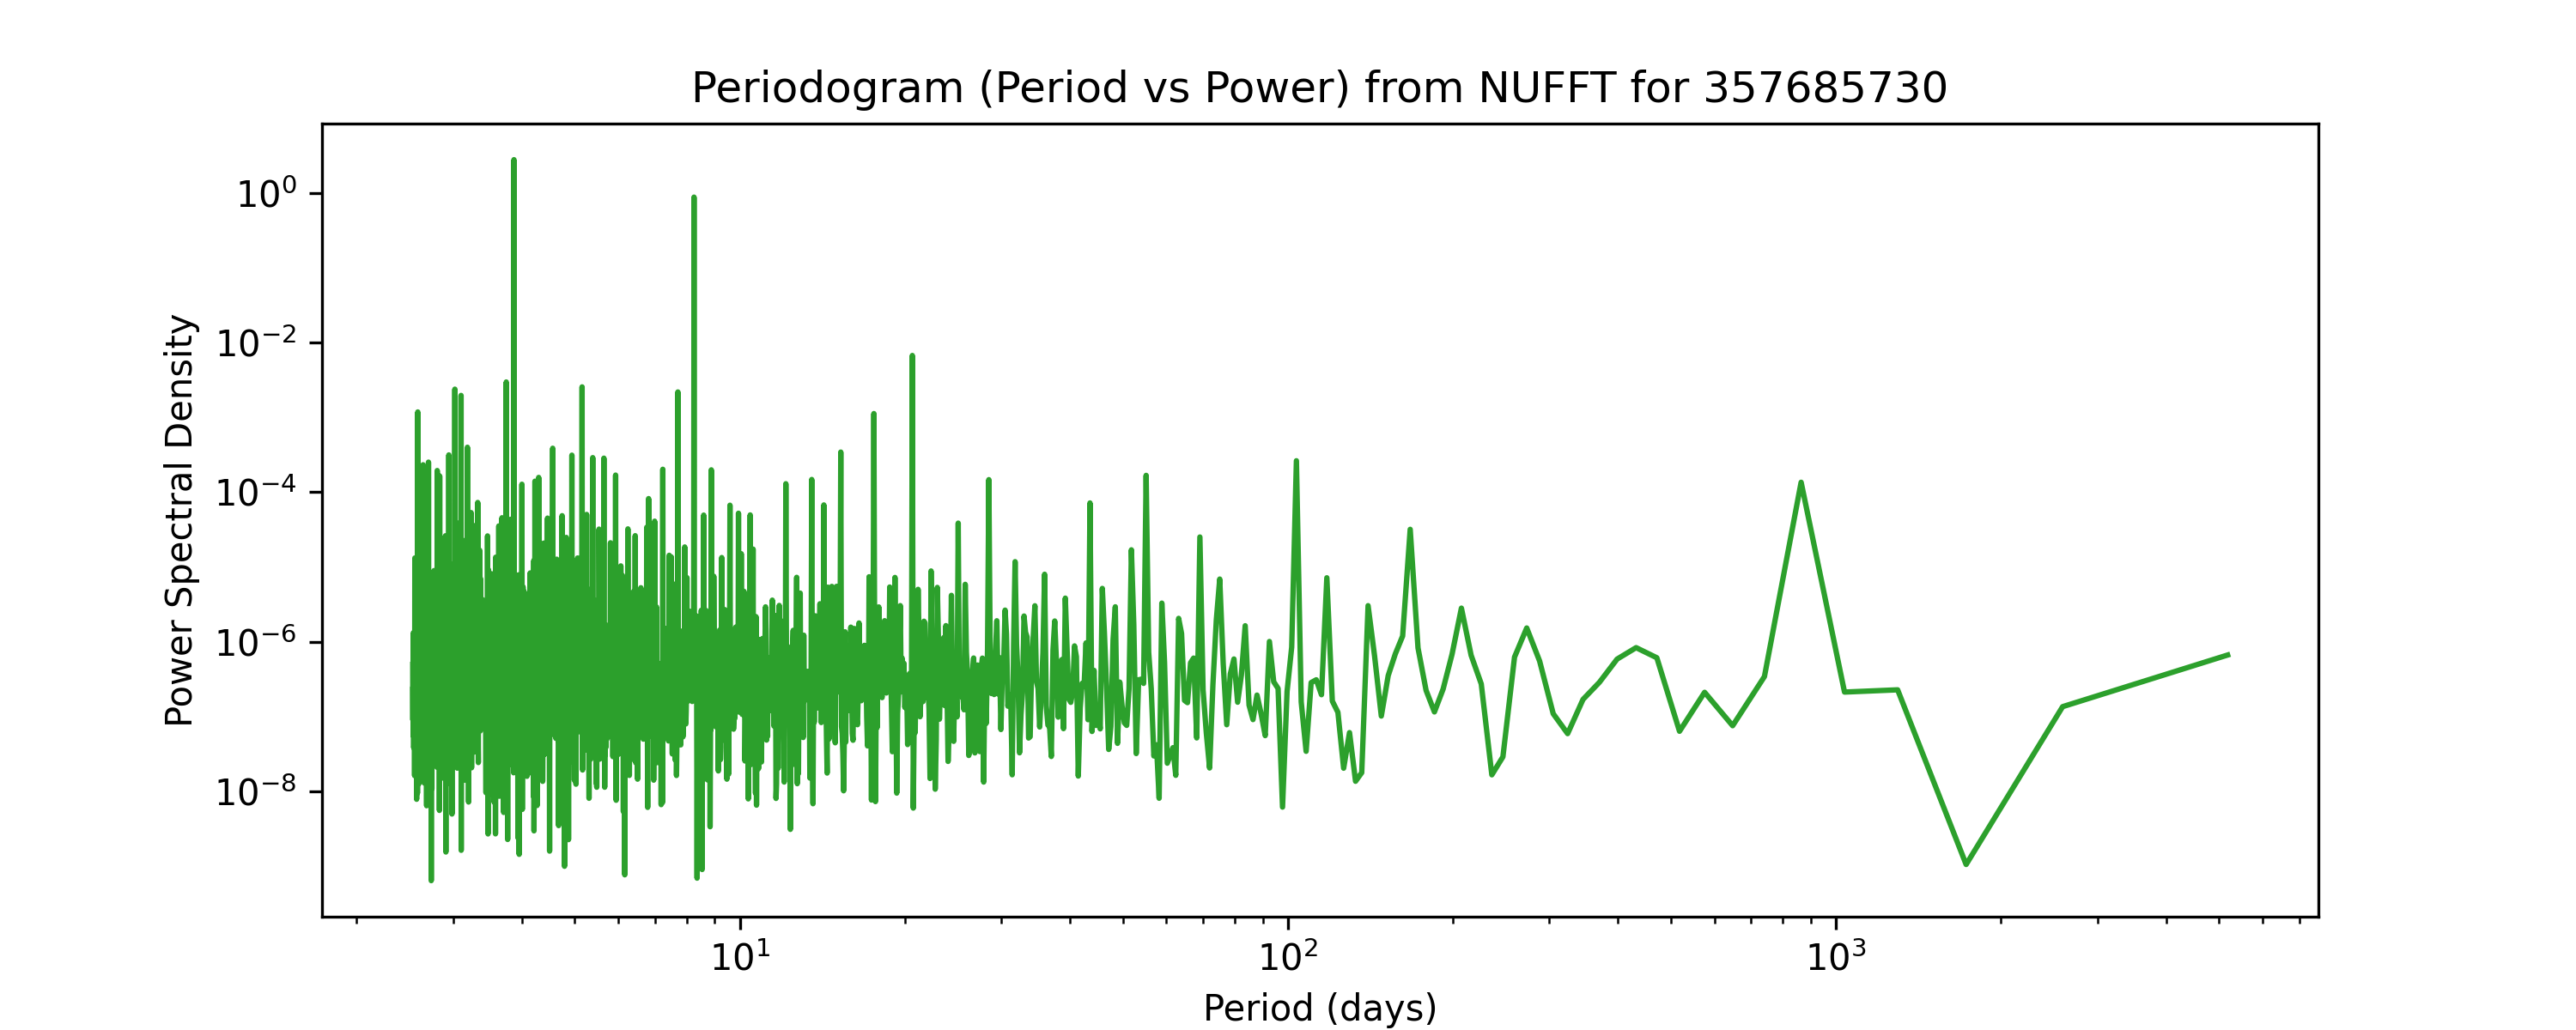 Periodogram (Period vs Power) from NUFFT for 357685730
10⁰
10⁻²
10⁻⁴
10⁻⁶
10⁻⁸
Power Spectral Density
10¹ 10² 10³
Period (days)